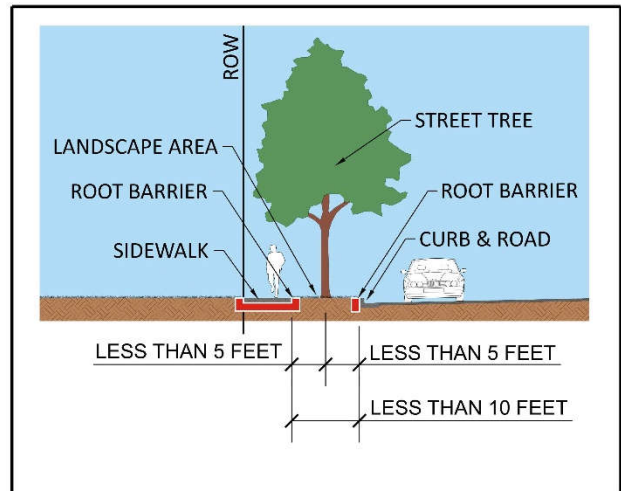 ROW
STREET TREE
LANDSCAPE AREA
ROOT BARRIER
ROOT BARRIER
SIDEWALK
CURB & ROAD
LESS THAN 5 FEET
LESS THAN 5 FEET
LESS THAN 10 FEET